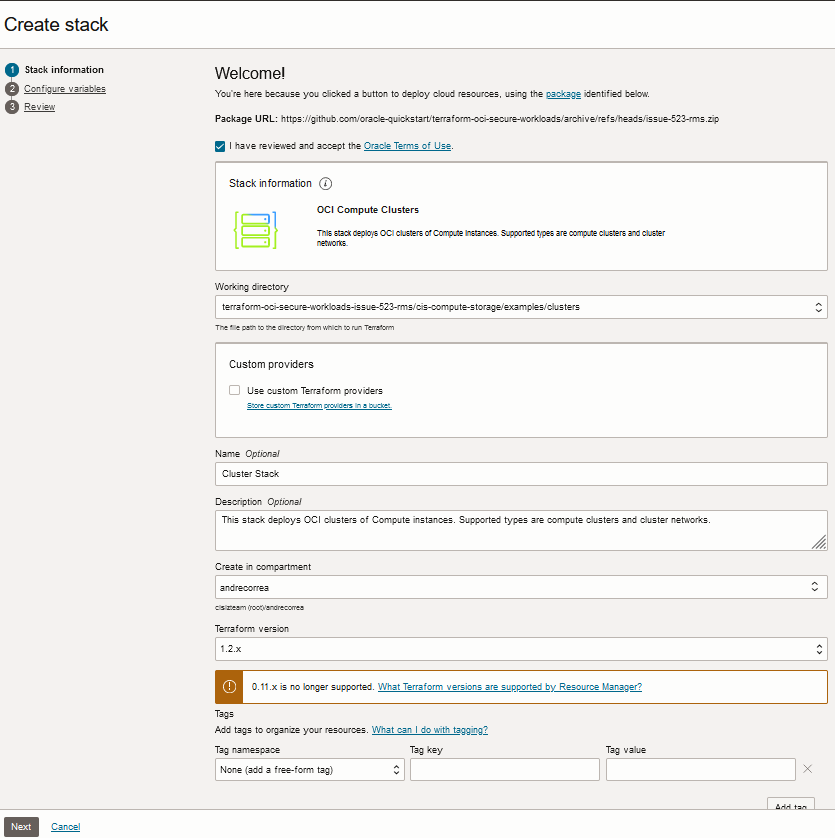 Create stack
1 Stack information
2 Configure variables
3 Review
Welcome!
You're here because you clicked a button to deploy cloud resources, using the package identified below.
Package URL: https://github.com/oracle-quickstart/terraform-oci-secure-workloads/archive/refs/heads/issue-523-rms.zip
I have reviewed and accept the Oracle Terms of Use.
Stack information i
OCI Compute Clusters
This stack deploys OCI clusters of Compute Instances. Supported types are compute clusters and cluster
networks.
Working directory
terraform-oci-secure-workloads-issue-523-rms/cis-compute-storage/examples/clusters
The file path to the directory from which to run Terraform
Custom providers
Use custom Terraform providers
Store custom Terraform providers in a bucket.
Name Optional
Cluster Stack
Description Optional
This stack deploys OCI clusters of Compute instances. Supported types are compute clusters and cluster networks.
Create in compartment
andrecorrea
cislzteam (root)/andrecorrea
Terraform version
1.2.x
0.11.x is no longer supported. What Terraform versions are supported by Resource Manager?
Tags
Add tags to organize your resources. What can I do with tagging?
Tag namespace Tag key Tag value
None (add a free-form tag)
Add tag
Next Cancel